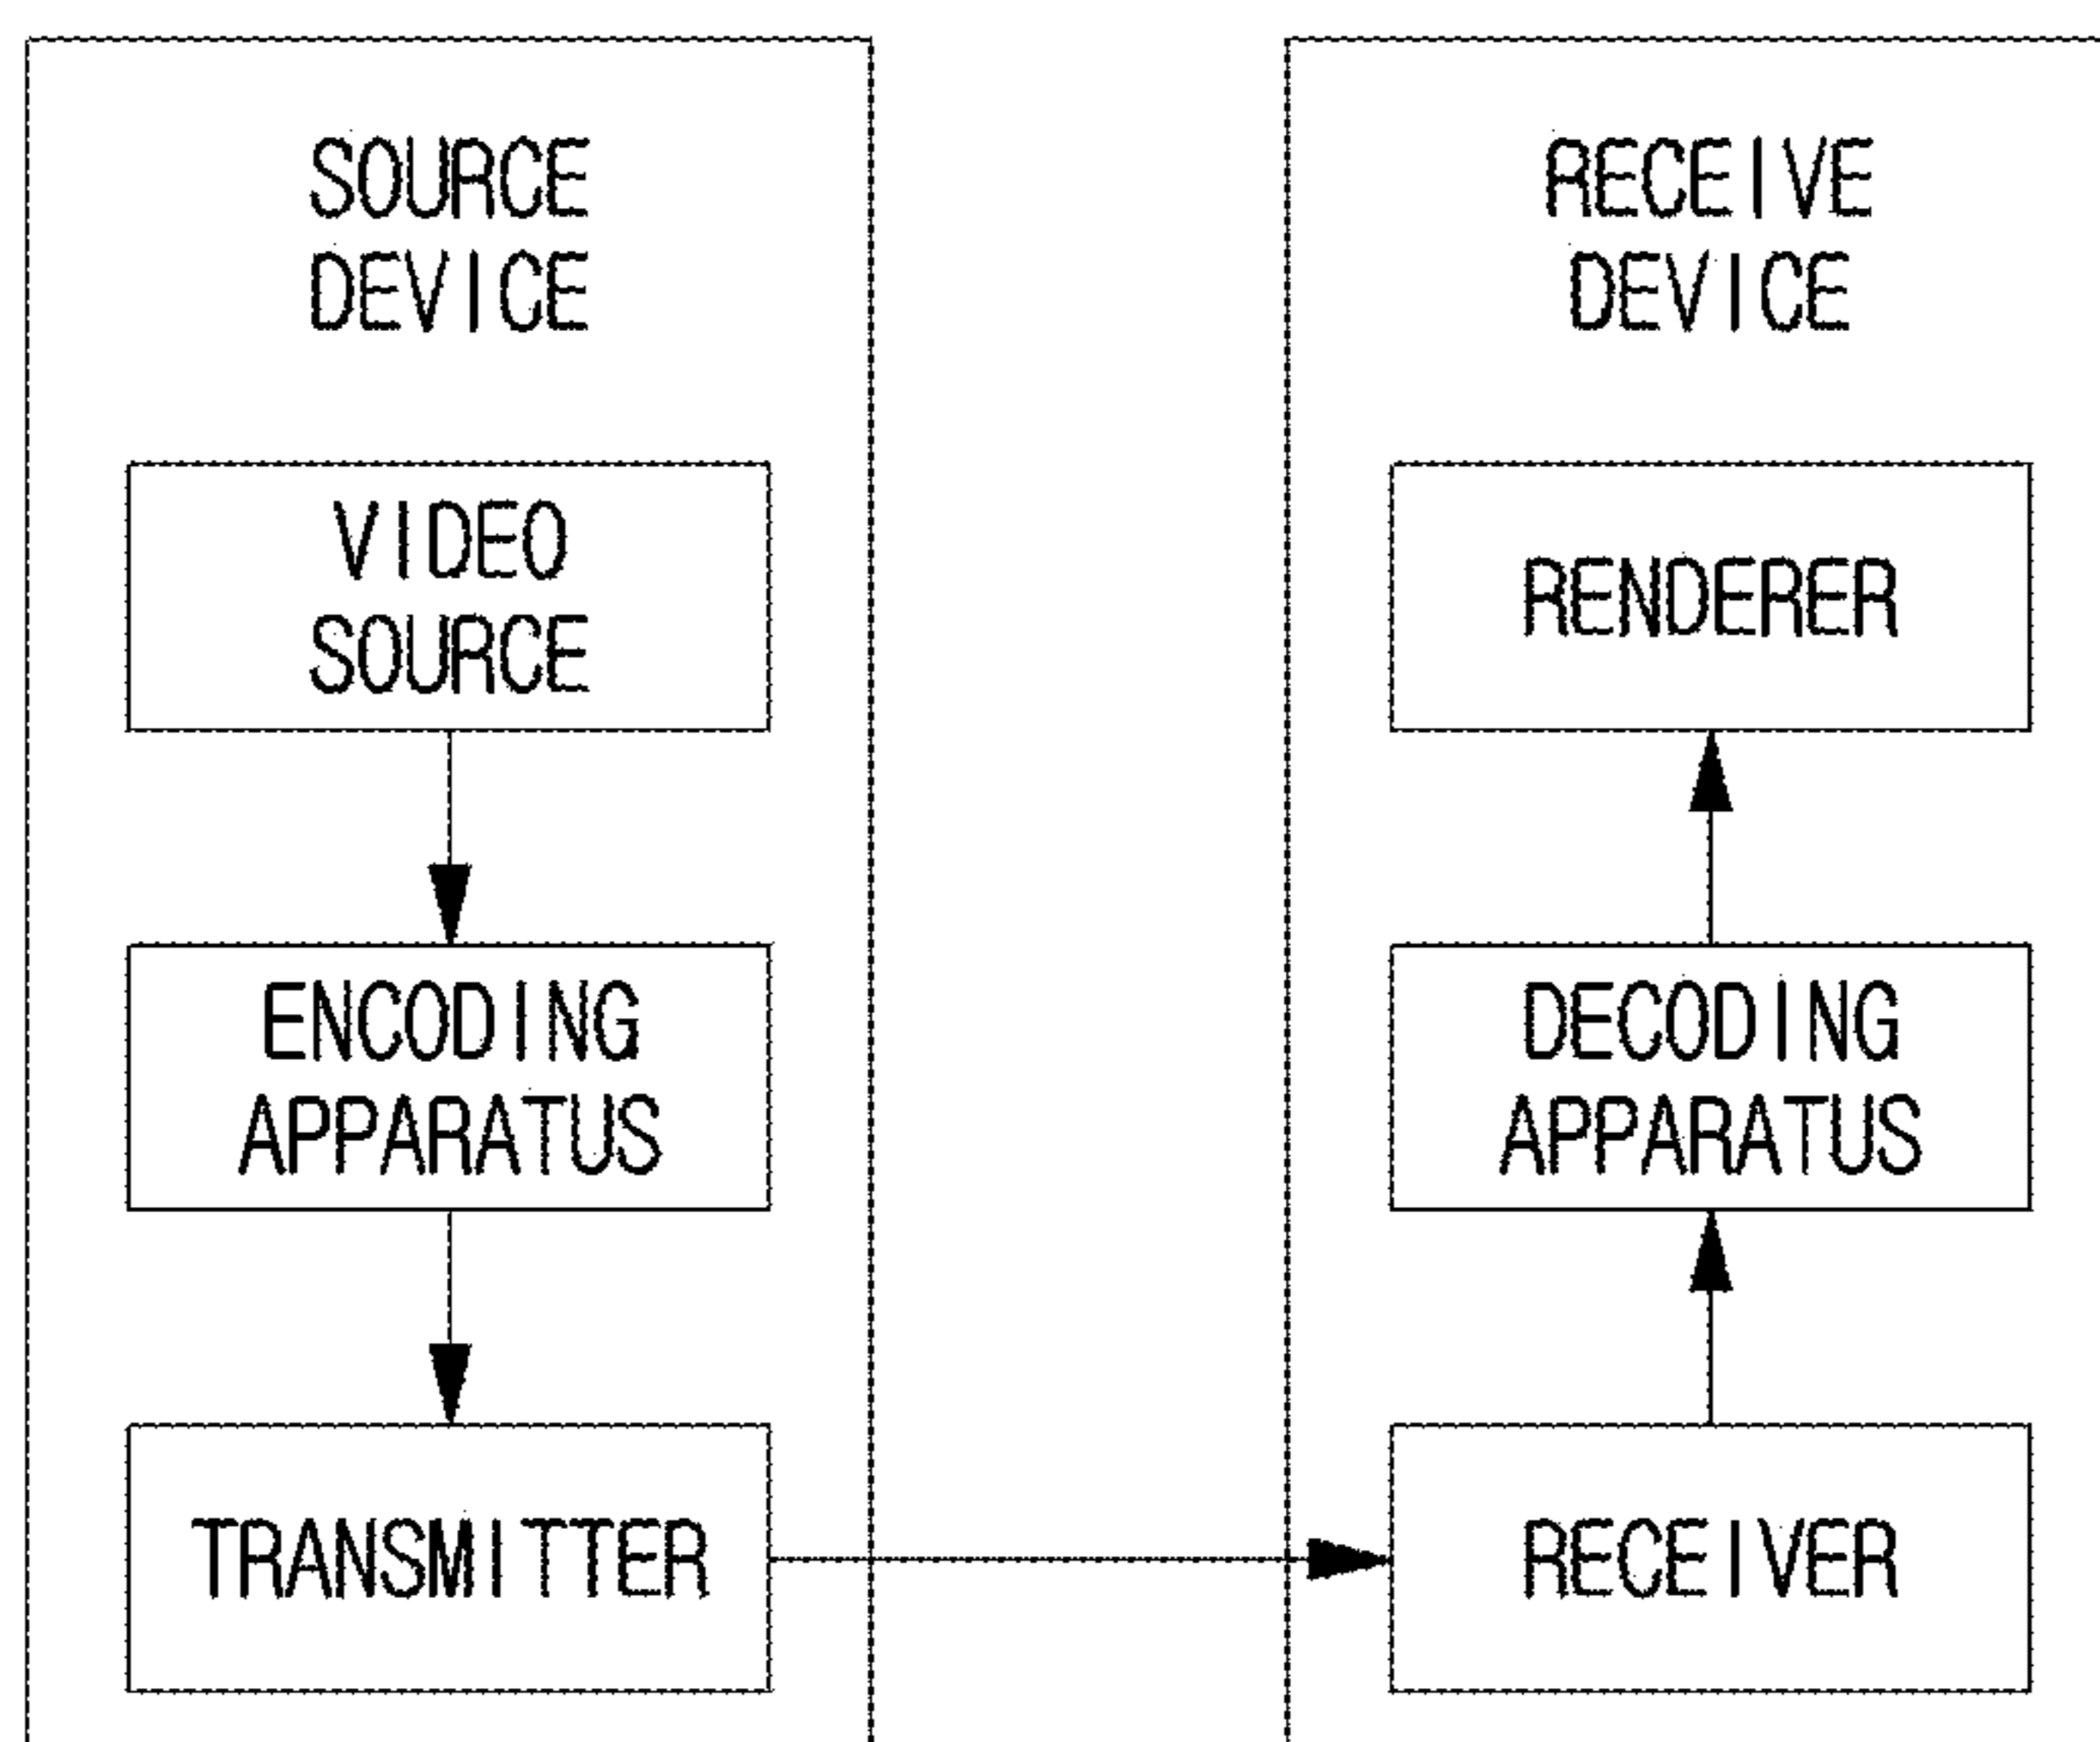 SOURCE
DEVICE
VIDEO
SOURCE
ENCODING
APPARATUS
TRANSMITTER
RECEIVE
DEVICE
RENDERER
DECODING
APPARATUS
RECEIVER